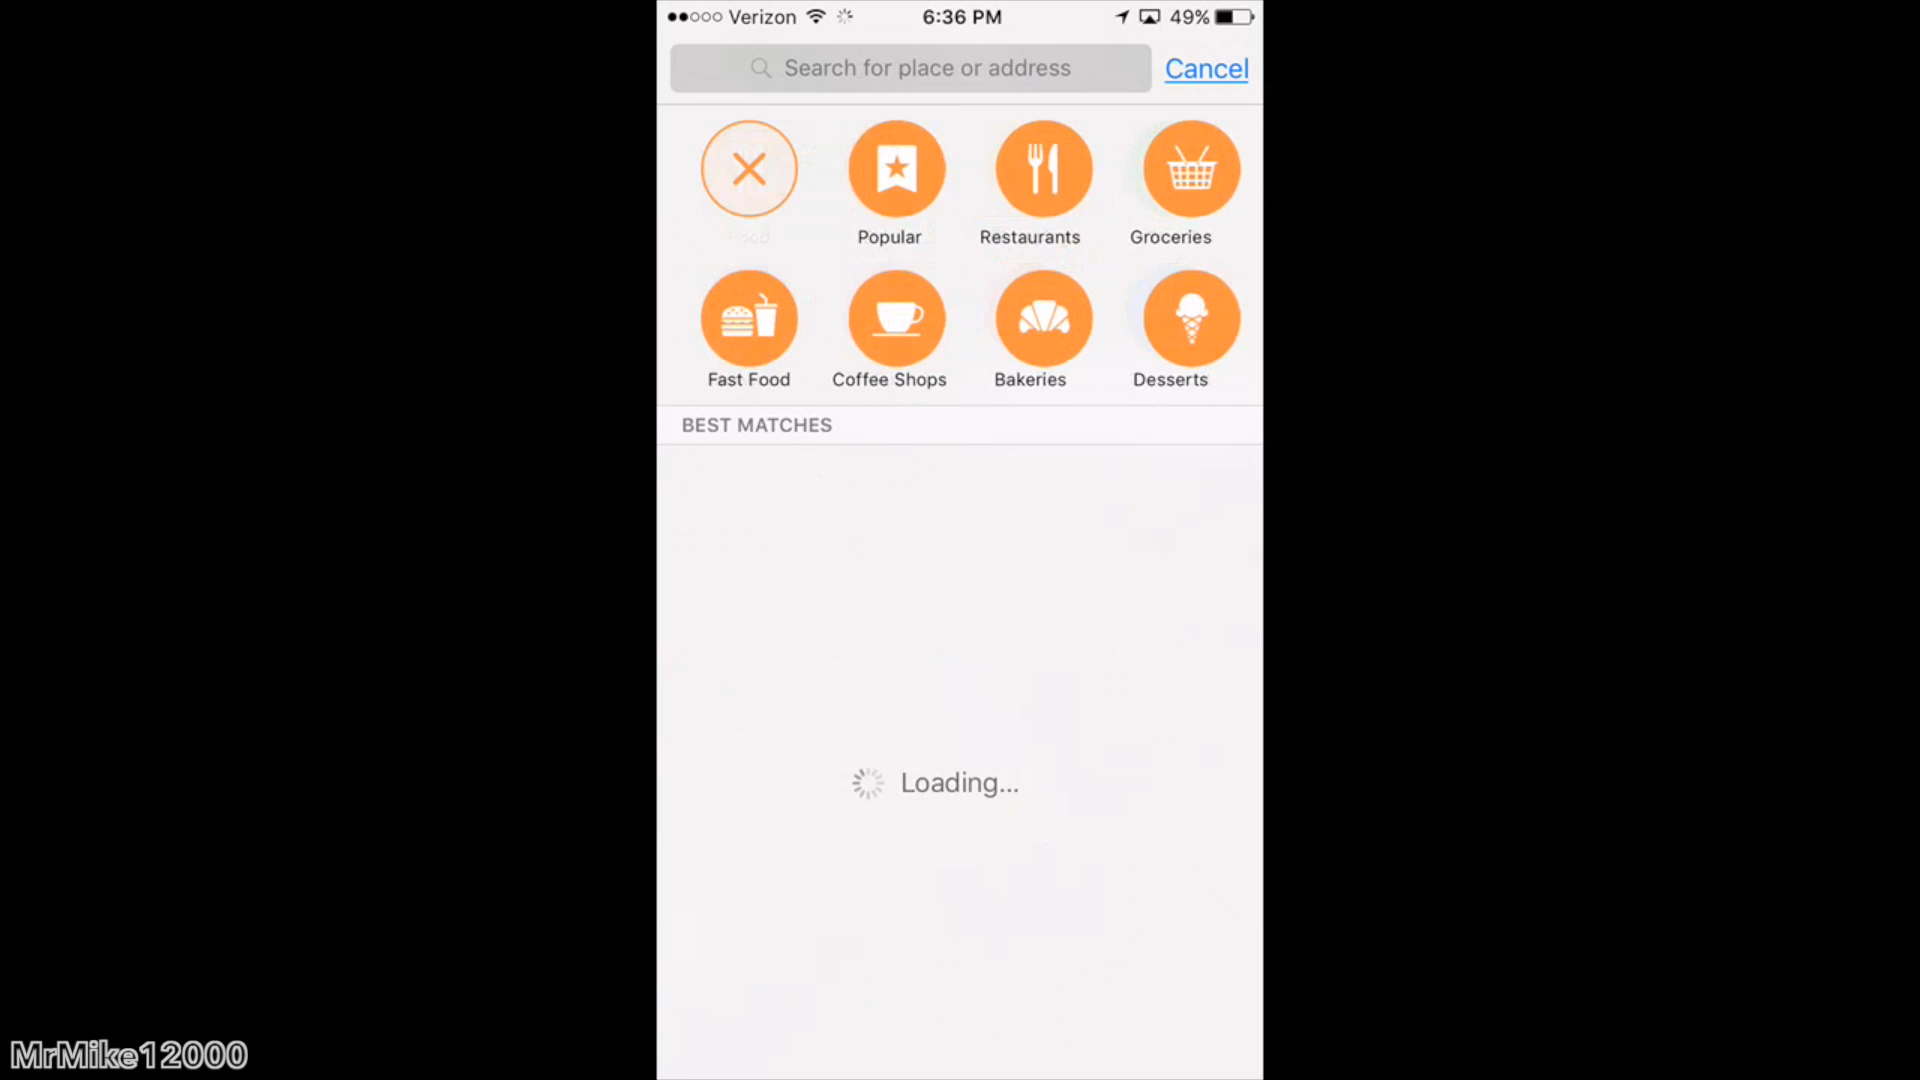 Verizon 6:36 PM 49%
Search for place or address Cancel
Food Popular Restaurants Groceries
Fast Food Coffee Shops Bakeries Desserts
BEST MATCHES
Loading...
MrMike12000